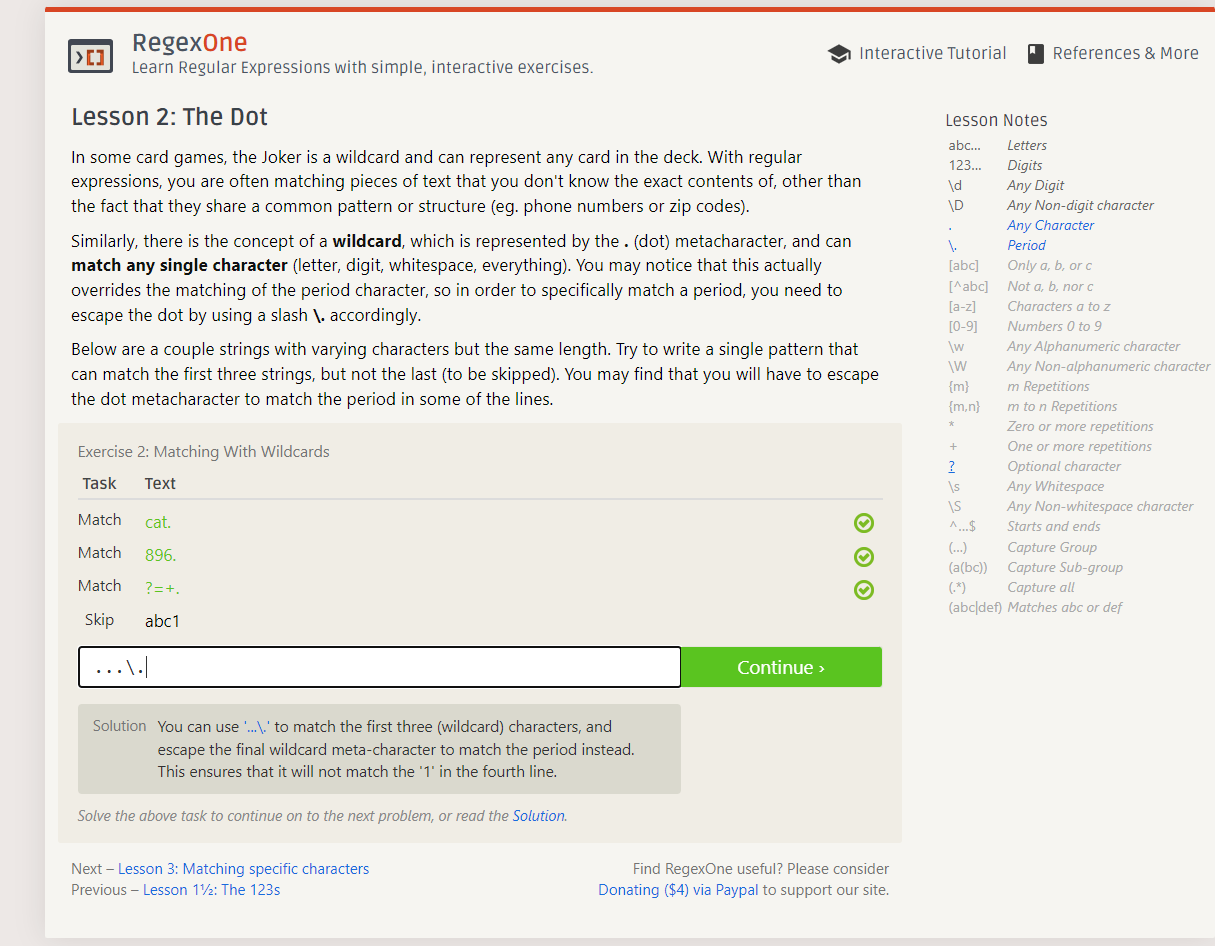 RegexOne
Learn Regular Expressions with simple, interactive exercises.
Interactive Tutorial
References & More
Lesson 2: The Dot
In some card games, the Joker is a wildcard and can represent any card in the deck. With regular
expressions, you are often matching pieces of text that you don't know the exact contents of, other than
the fact that they share a common pattern or structure (eg. phone numbers or zip codes).
Similarly, there is the concept of a wildcard, which is represented by the . (dot) metacharacter, and can
match any single character (letter, digit, whitespace, everything). You may notice that this actually
overrides the matching of the period character, so in order to specifically match a period, you need to
escape the dot by using a slash \. accordingly.
Below are a couple strings with varying characters but the same length. Try to write a single pattern that
can match the first three strings, but not the last (to be skipped). You may find that you will have to escape
the dot metacharacter to match the period in some of the lines.
Exercise 2: Matching With Wildcards
Task Text
Match cat.
Match 896.
Match ?=+.
Skip abc1
...\.
Continue ›
Solution You can use '...\.' to match the first three (wildcard) characters, and
escape the final wildcard meta-character to match the period instead.
This ensures that it will not match the '1' in the fourth line.
Solve the above task to continue on to the next problem, or read the Solution.
Next – Lesson 3: Matching specific characters
Previous – Lesson 1½: The 123s
Find RegexOne useful? Please consider
Donating ($4) via Paypal to support our site.
Lesson Notes
abc... Letters
123... Digits
\d Any Digit
\D Any Non-digit character
. Any Character
\. Period
[abc] Only a, b, or c
[^abc] Not a, b, nor c
[a-z] Characters a to z
[0-9] Numbers 0 to 9
\w Any Alphanumeric character
\W Any Non-alphanumeric character
{m} m Repetitions
{m,n} m to n Repetitions
* Zero or more repetitions
+ One or more repetitions
? Optional character
\s Any Whitespace
\S Any Non-whitespace character
^...$ Starts and ends
(...) Capture Group
(a(bc)) Capture Sub-group
(.*) Capture all
(abc|def) Matches abc or def